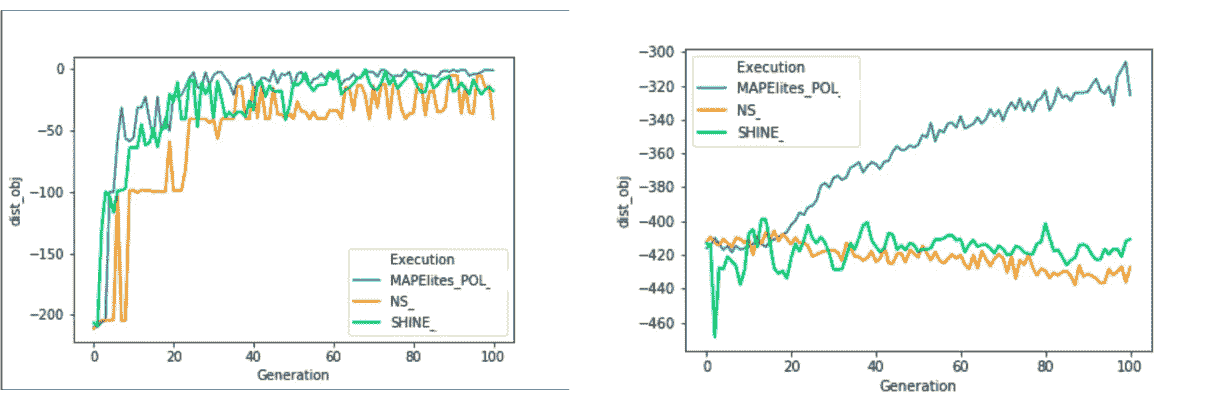 0
−50
−100
−150
−200
dist_obj
Execution
MAPElites_POL_
NS_
SHINE_
0 20 40 60 80 100
Generation
−300
−320
−340
−360
−380
−400
−420
−440
−460
dist_obj
Execution
MAPElites_POL_
NS_
SHINE_
0 20 40 60 80 100
Generation